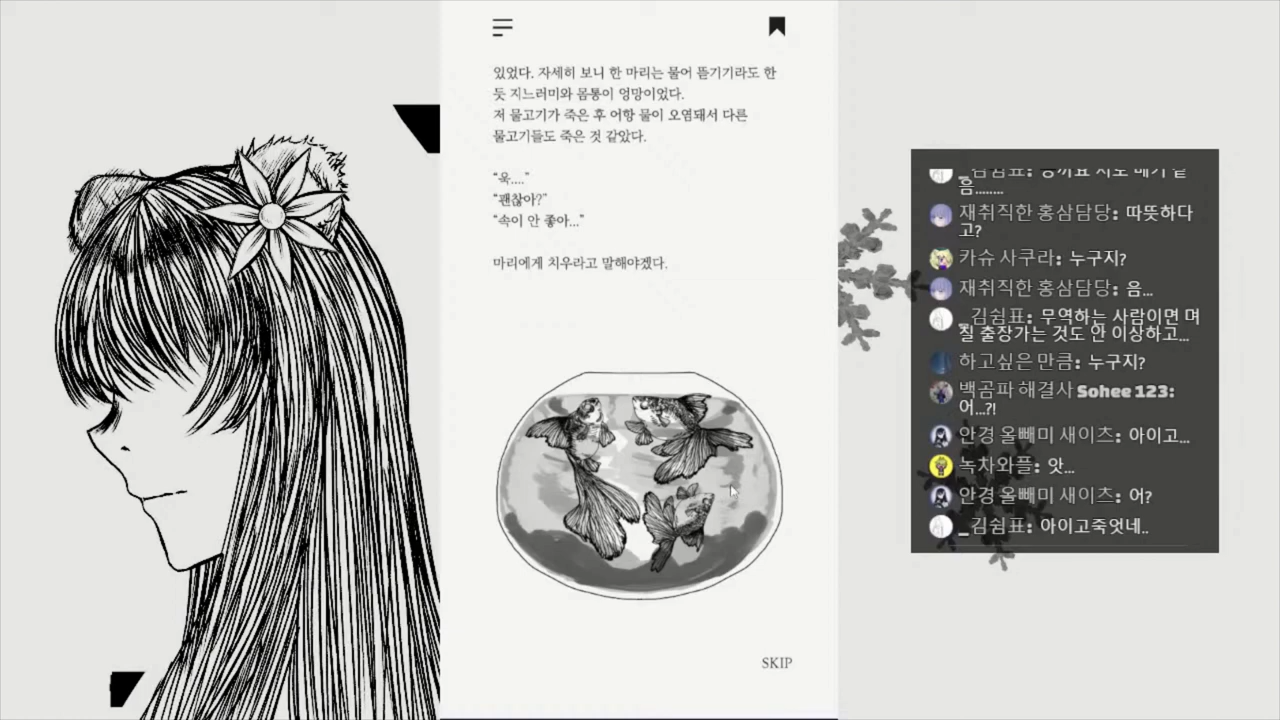 있었다. 자세히 보니 한 마리는 물어 뜯기기라도 한
듯 지느러미와 몸통이 엉망이었다.
저 물고기가 죽은 후 어항 물이 오염돼서 다른
물고기들도 죽은 것 같았다.
“욱....”
“괜찮아?”
“속이 안 좋아...”
마리에게 치우라고 말해야겠다.
SKIP
음........
재취직한 홍삼담당: 따뜻하다
고?
카슈 사쿠라: 누구지?
재취직한 홍삼담당: 음...
_김쉼표: 무역하는 사람이면 며
칠 출장가는 것도 안 이상하고...
하고싶은 만큼: 누구지?
백곰파 해결사 Sohee 123:
어...?!
안경 올빼미 새이츠: 아이고...
녹차와플: 앗...
안경 올빼미 새이츠: 어?
_김쉼표: 아이고죽엇네..